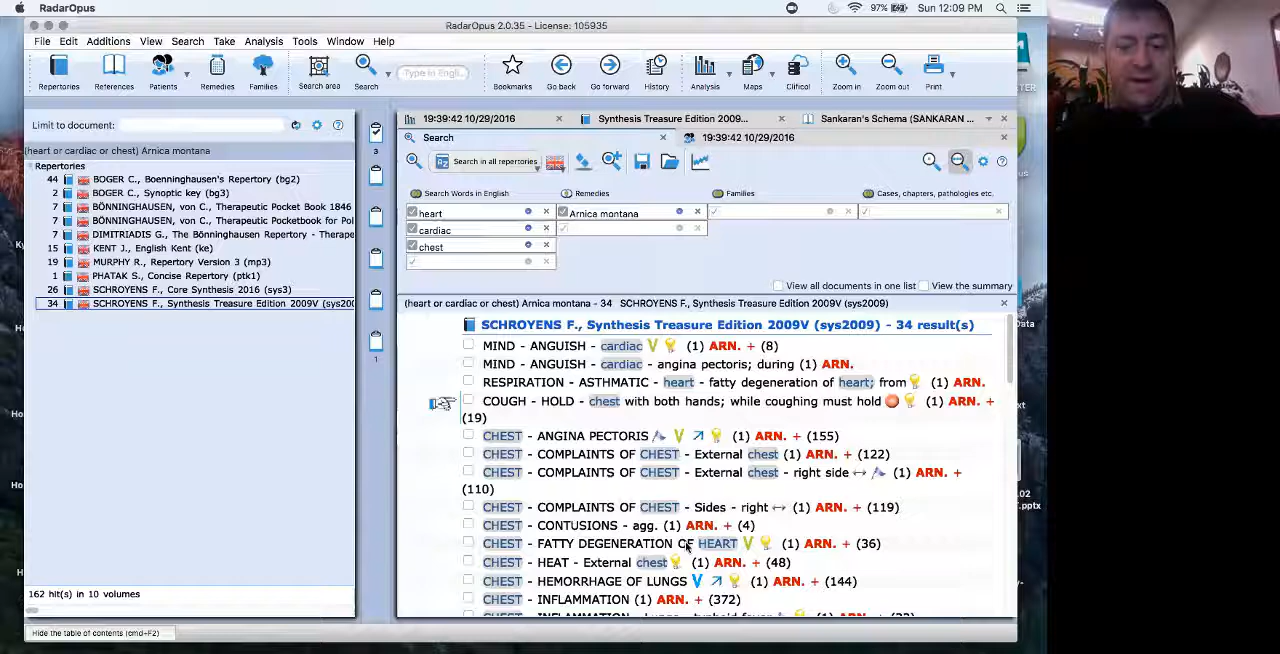 RadarOpus
97%
Sun 12:09 PM
RadarOpus 2.0.35 - License: 105935
File Edit Additions View Search Take Analysis Tools Window Help
Repertories References Patients Remedies Families Search area Search Type in Engli.. Bookmarks Go back Go forward History Analysis Maps Clificol Zoom in Zoom out Print
Limit to document:
(heart or cardiac or chest) Arnica montana
Repertories
44 BOGER C., Boenninghausen's Repertory (bg2)
2 BOGER C., Synoptic key (bg3)
7 BÖNNINGHAUSEN, von C., Therapeutic Pocket Book 1846
7 BÖNNINGHAUSEN, von C., Therapeutic Pocketbook for Pol
7 DIMITRIADIS G., The Bönninghausen Repertory - Therape
15 KENT J., English Kent (ke)
19 MURPHY R., Repertory Version 3 (mp3)
1 PHATAK S., Concise Repertory (ptk1)
26 SCHROYENS F., Core Synthesis 2016 (sys3)
34 SCHROYENS F., Synthesis Treasure Edition 2009V (sys200
162 hit(s) in 10 volumes
Hide the table of contents (cmd+F2)
3
1
19:39:42 10/29/2016 Synthesis Treasure Edition 2009... Sankaran's Schema (SANKARAN ...
Search 19:39:42 10/29/2016
Search in all repertories
Search Words in English Remedies Families Cases, chapters, pathologies etc.
heart Arnica montana
cardiac
chest
View all documents in one list View the summary
(heart or cardiac or chest) Arnica montana - 34 SCHROYENS F., Synthesis Treasure Edition 2009V (sys2009)
SCHROYENS F., Synthesis Treasure Edition 2009V (sys2009) - 34 result(s)
MIND - ANGUISH - cardiac V (1) ARN. + (8)
MIND - ANGUISH - cardiac - angina pectoris; during (1) ARN.
RESPIRATION - ASTHMATIC - heart - fatty degeneration of heart; from (1) ARN.
COUGH - HOLD - chest with both hands; while coughing must hold (1) ARN. +
(19)
CHEST - ANGINA PECTORIS V (1) ARN. + (155)
CHEST - COMPLAINTS OF CHEST - External chest (1) ARN. + (122)
CHEST - COMPLAINTS OF CHEST - External chest - right side ↔ (1) ARN. +
(110)
CHEST - COMPLAINTS OF CHEST - Sides - right ↔ (1) ARN. + (119)
CHEST - CONTUSIONS - agg. (1) ARN. + (4)
CHEST - FATTY DEGENERATION OF HEART V (1) ARN. + (36)
CHEST - HEAT - External chest (1) ARN. + (48)
CHEST - HEMORRHAGE OF LUNGS V (1) ARN. + (144)
CHEST - INFLAMMATION (1) ARN. + (372)
Data
.02
.pptx